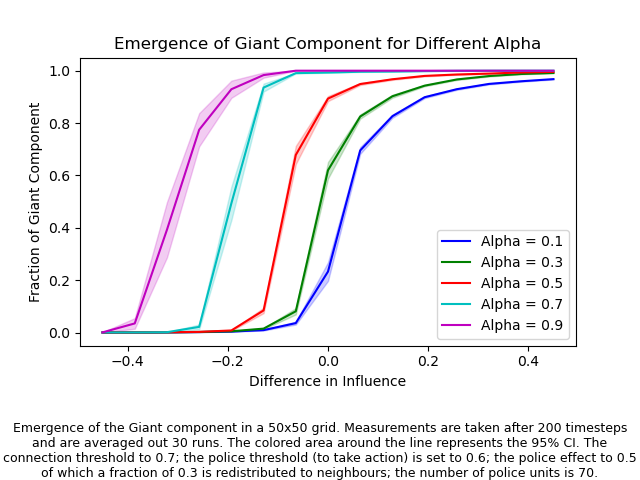 Emergence of Giant Component for Different Alpha
1.0
0.8
0.6
0.4
0.2
0.0
Fraction of Giant Component
Alpha = 0.1
Alpha = 0.3
Alpha = 0.5
Alpha = 0.7
Alpha = 0.9
−0.4 −0.2 0.0 0.2 0.4
Difference in Influence
Emergence of the Giant component in a 50x50 grid. Measurements are taken after 200 timesteps
and are averaged out 30 runs. The colored area around the line represents the 95% CI. The
connection threshold to 0.7; the police threshold (to take action) is set to 0.6; the police effect to 0.5
of which a fraction of 0.3 is redistributed to neighbours; the number of police units is 70.